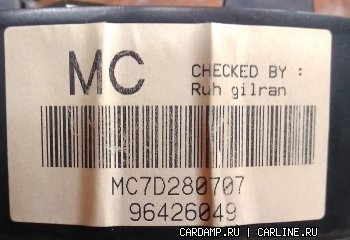 MC
CHECKED BY :
Ruh gilran
MC7D280707
96426049
CARDAMP.RU | CARLINE.RU